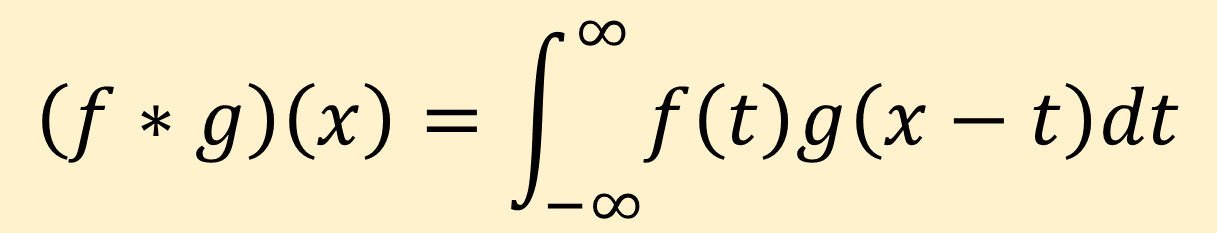 (f ∗ g)(x) = ∫_{−∞}^{∞} f(t)g(x − t)dt